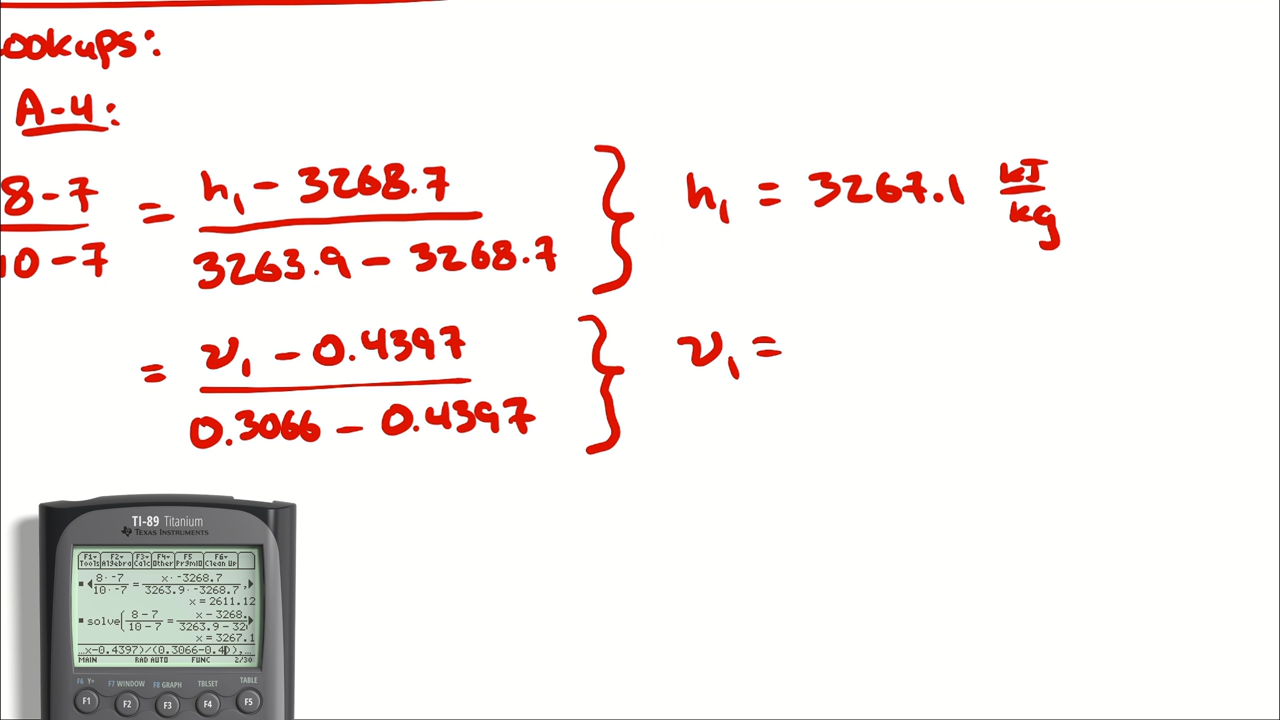 ookups:
A-4:
8-7 / 10-7 = h₁ - 3268.7 / 3263.9 - 3268.7 } h₁ = 3267.1 kJ/kg
= v₁ - 0.4397 / 0.3066 - 0.4397 } v₁ =
TI-89 Titanium
TEXAS INSTRUMENTS
F1 Tools F2 Algebra F3 Calc F4 Other F5 PrgmIO F6 Clean Up
8·-7 / 10·-7 = x·-3268.7 / 3263.9·-3268.7,
x = 2611.12
solve(8-7 / 10-7 = x-3268. / 3263.9-32
x = 3267.1
…x-0.4397)/(0.3066-0.4)),…
MAIN RAD AUTO FUNC 2/30
F6 Y= F7 WINDOW F8 GRAPH TBLSET TABLE
F1 F2 F3 F4 F5